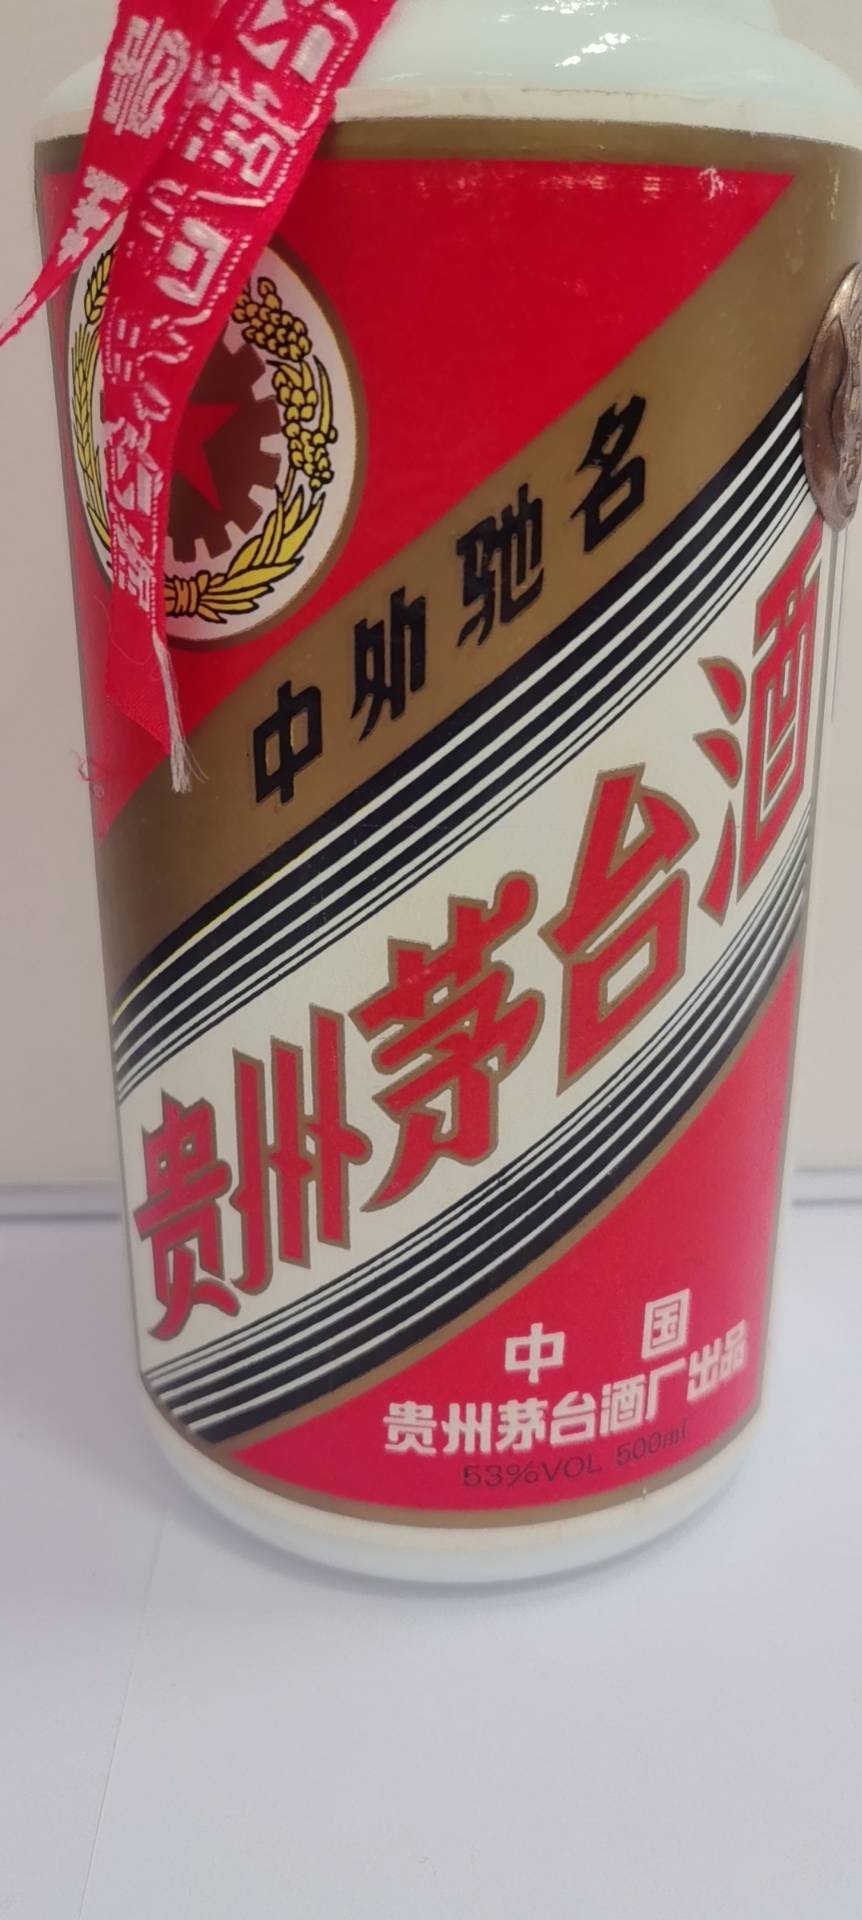 中外驰名
贵州茅台酒
中 国
贵州茅台酒厂出品
53%VOL 500ml